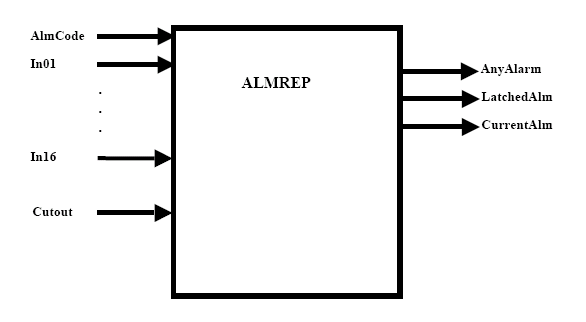 AlmCode
In01
.
.
.
In16
Cutout
ALMREP
AnyAlarm
LatchedAlm
CurrentAlm